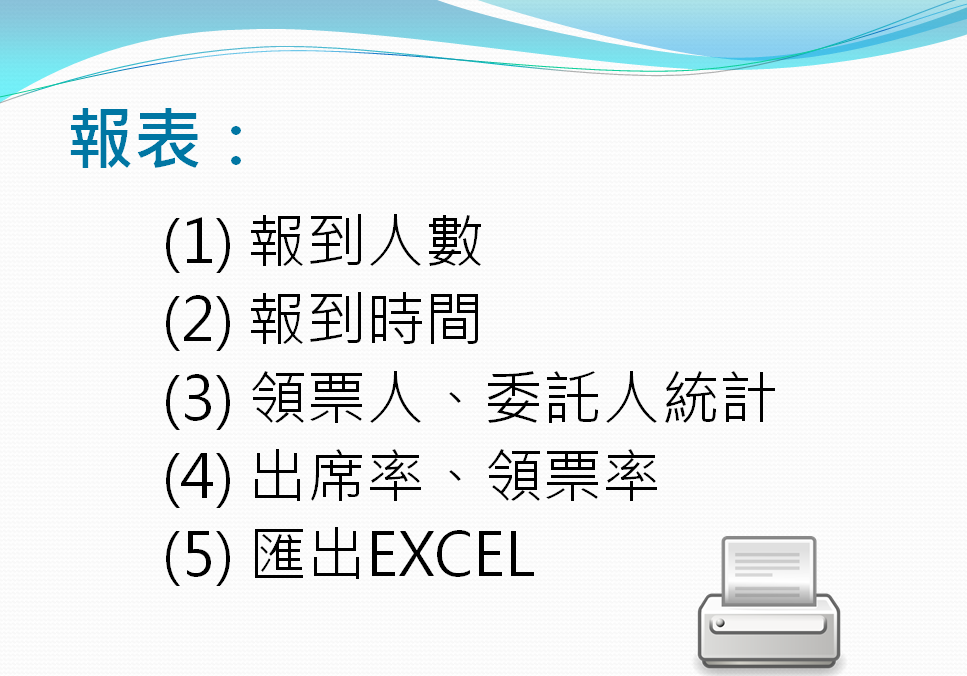 報表：
(1) 報到人數
(2) 報到時間
(3) 領票人、委託人統計
(4) 出席率、領票率
(5) 匯出EXCEL